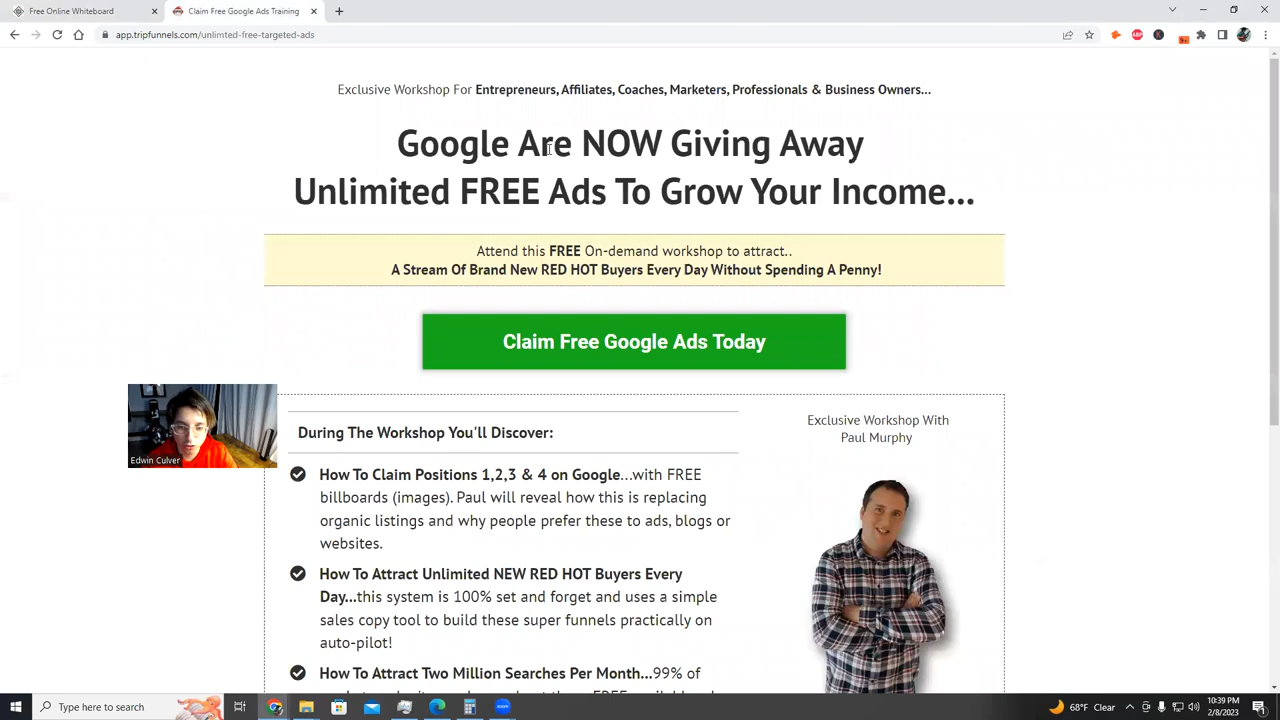 Free Online Whiteboard
Claim Free Google Ads Training
app.tripfunnels.com/unlimted-free-targeted-ads
Exclusive Workshop For Entrepreneurs, Affiliates, Coaches, Marketers, Professionals & Business Owners...
Google Are NOW Giving Away
Unlimited FREE Ads To Grow Your Income...
Attend this FREE On-demand workshop to attract..
A Stream Of Brand New RED HOT Buyers Every Day Without Spending A Penny!
Claim Free Google Ads Today
Edwin Culver
During The Workshop You'll Discover:
How To Claim Positions 1,2,3 & 4 on Google...with FREE
billboards (images). Paul will reveal how this is replacing
organic listings and why people prefer these to ads, blogs or
websites.
How To Attract Unlimited NEW RED HOT Buyers Every
Day...this system is 100% set and forget and uses a simple
sales copy tool to build these super funnels practically on
auto-pilot!
How To Attract Two Million Searches Per Month...99% of
Exclusive Workshop With
Paul Murphy
Type here to search
68°F Clear
10:39 PM
2/8/2023